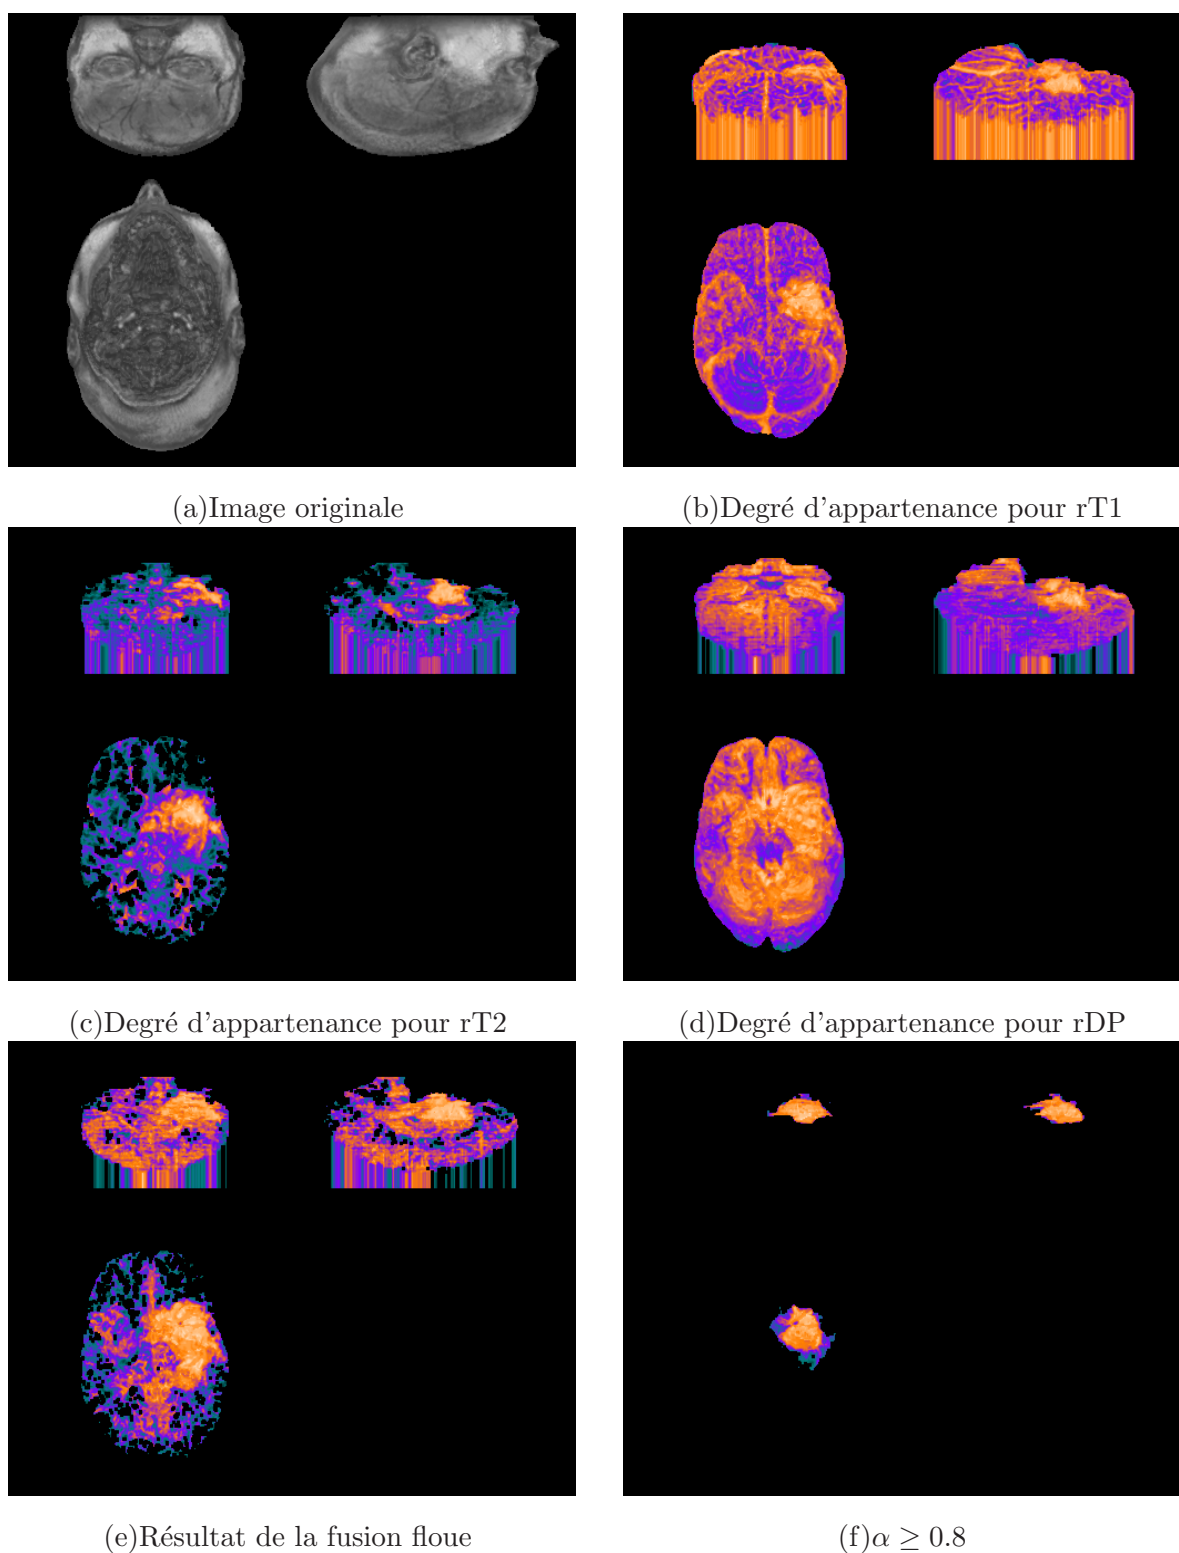 (a)Image originale
(b)Degré d'appartenance pour rT1
(c)Degré d'appartenance pour rT2
(d)Degré d'appartenance pour rDP
(e)Résultat de la fusion floue
(f)α ≥ 0.8